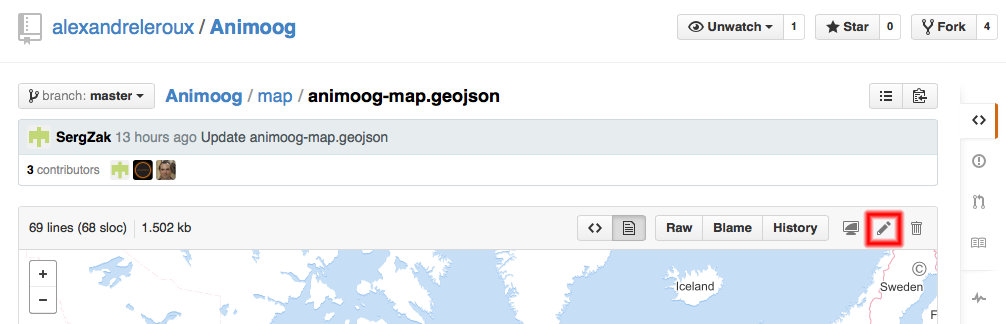 alexandreleroux / Animoog
Unwatch 1 Star 0 Fork 4
branch: master Animoog / map / animoog-map.geojson
SergZak 13 hours ago Update animoog-map.geojson
3 contributors
69 lines (68 sloc) 1.502 kb <> Raw Blame History
+
-
Iceland
©
Sweden
F